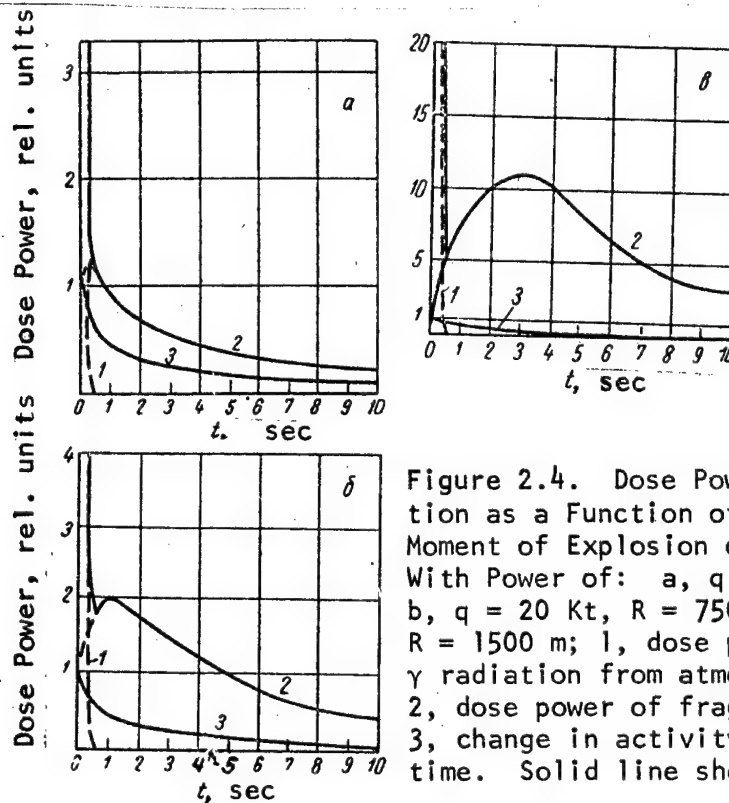 Dose Power, rel. units
Dose Power, rel. units
3
2
1
а
1
2
3
0 1 2 3 4 5 6 7 8 9 10
t. sec
20
15
10
5
1
в
1
2
3
0 1 2 3 4 5 6 7 8 9 10
t, sec
4
3
2
1
0
б
1
2
3
0 1 2 3 4 5 6 7 8 9 10
t, sec
Figure 2.4. Dose Pow
tion as a Function of
Moment of Explosion
With Power of: a, q
b, q = 20 Kt, R = 750
R = 1500 m; 1, dose p
γ radiation from atm
2, dose power of frag
3, change in activity
time. Solid line sh